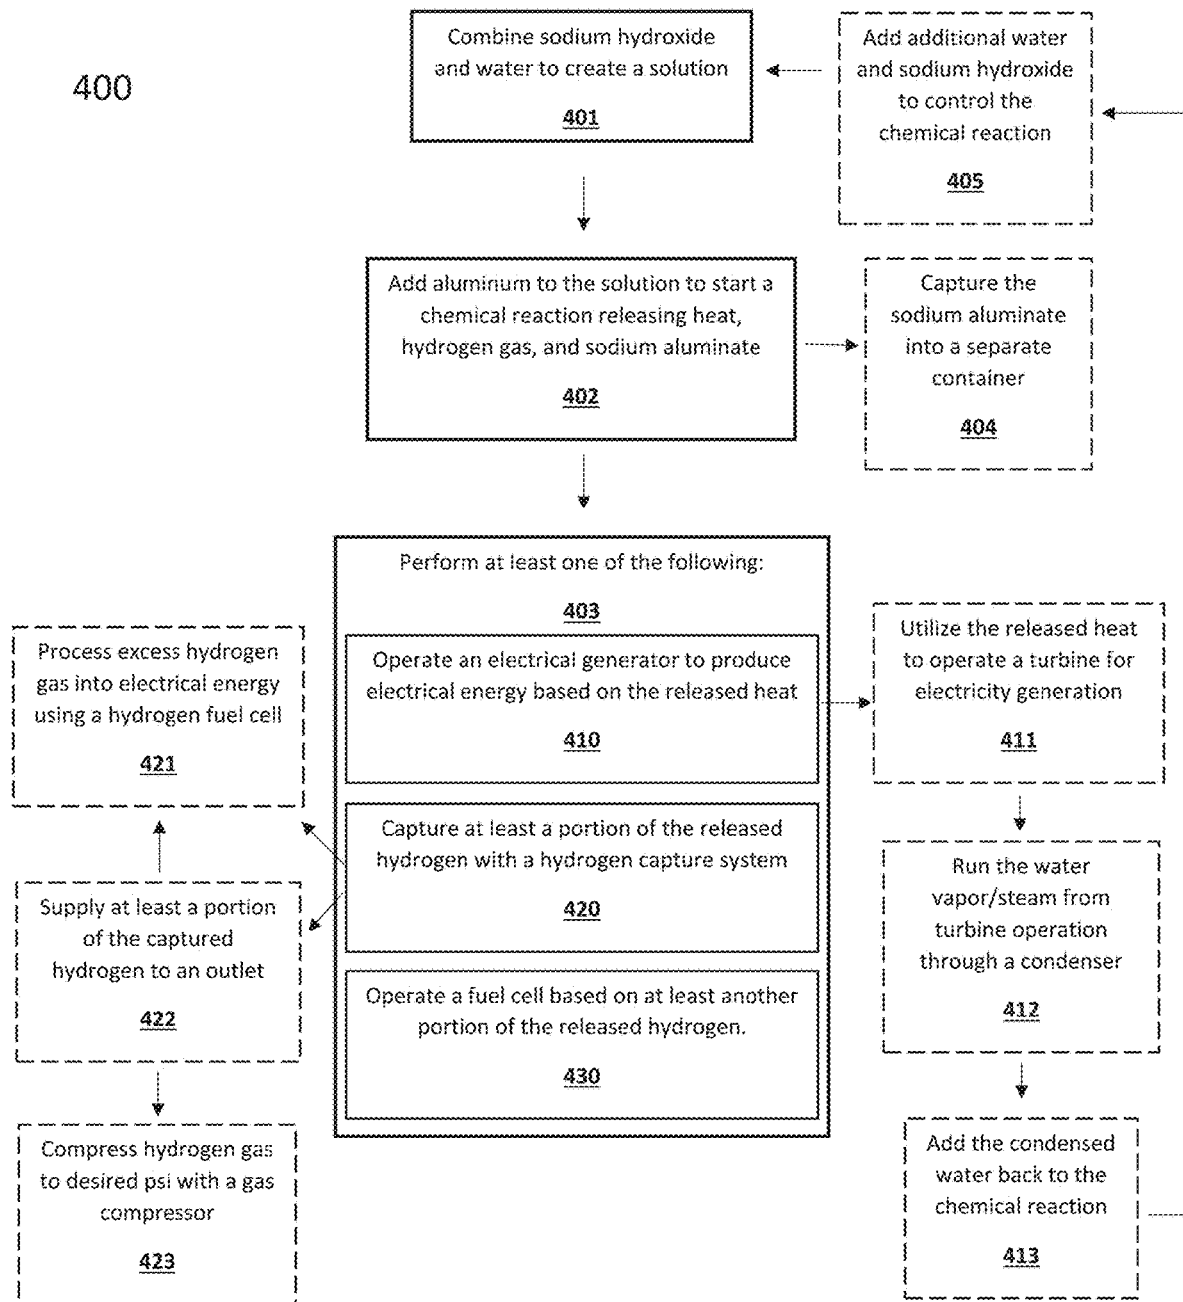 400
Combine sodium hydroxide
and water to create a solution
401
Add additional water
and sodium hydroxide
to control the
chemical reaction
405
Add aluminum to the solution to start a
chemical reaction releasing heat,
hydrogen gas, and sodium aluminate
402
Capture the
sodium aluminate
into a separate
container
404
Perform at least one of the following:
403
Operate an electrical generator to produce
electrical energy based on the released heat
410
Capture at least a portion of the released
hydrogen with a hydrogen capture system
420
Operate a fuel cell based on at least another
portion of the released hydrogen.
430
Process excess hydrogen
gas into electrical energy
using a hydrogen fuel cell
421
Supply at least a portion
of the captured
hydrogen to an outlet
422
Compress hydrogen gas
to desired psi with a gas
compressor
423
Utilize the released heat
to operate a turbine for
electricity generation
411
Run the water
vapor/steam from
turbine operation
through a condenser
412
Add the condensed
water back to the
chemical reaction
413